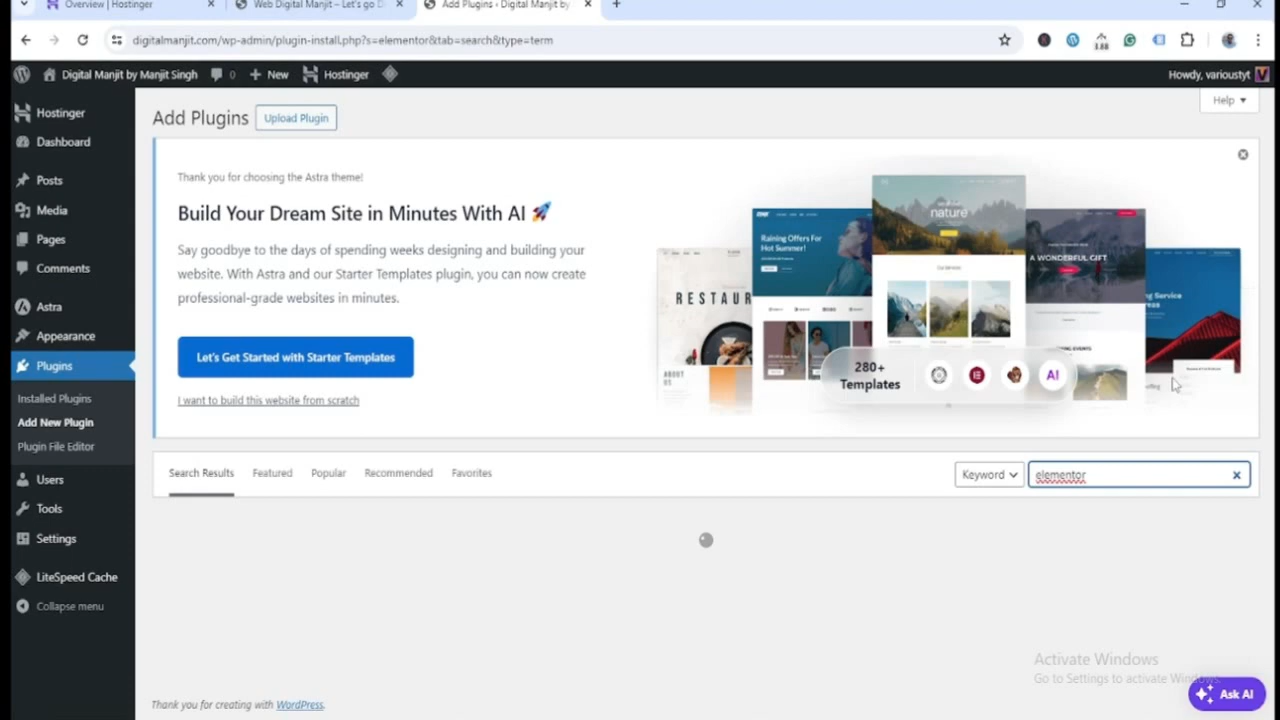 Overview | Hostinger
Web Digital Manjit – Let's go D
Add Plugins ‹ Digital Manjit by
digitalmanjit.com/wp-admin/plugin-install.php?s=elementor&tab=search&type=term
Digital Manjit by Manjit Singh
0
New
Hostinger
Howdy, varioustyt
Hostinger
Dashboard
Posts
Media
Pages
Comments
Astra
Appearance
Plugins
Installed Plugins
Add New Plugin
Plugin File Editor
Users
Tools
Settings
LiteSpeed Cache
Collapse menu
Add Plugins
Upload Plugin
Help
Thank you for choosing the Astra theme!
Build Your Dream Site in Minutes With AI 🚀
Say goodbye to the days of spending weeks designing and building your
website. With Astra and our Starter Templates plugin, you can now create
professional-grade websites in minutes.
Let's Get Started with Starter Templates
I want to build this website from scratch
RESTAUR
ABOUT
US
Raining Offers For
Hot Summer!
nature
A WONDERFUL GIFT
ing Service
280+
Templates
AI
Search Results
Featured
Popular
Recommended
Favorites
Keyword
elementor
Activate Windows
Go to Settings to activate Windows.
Ask AI
Thank you for creating with WordPress.